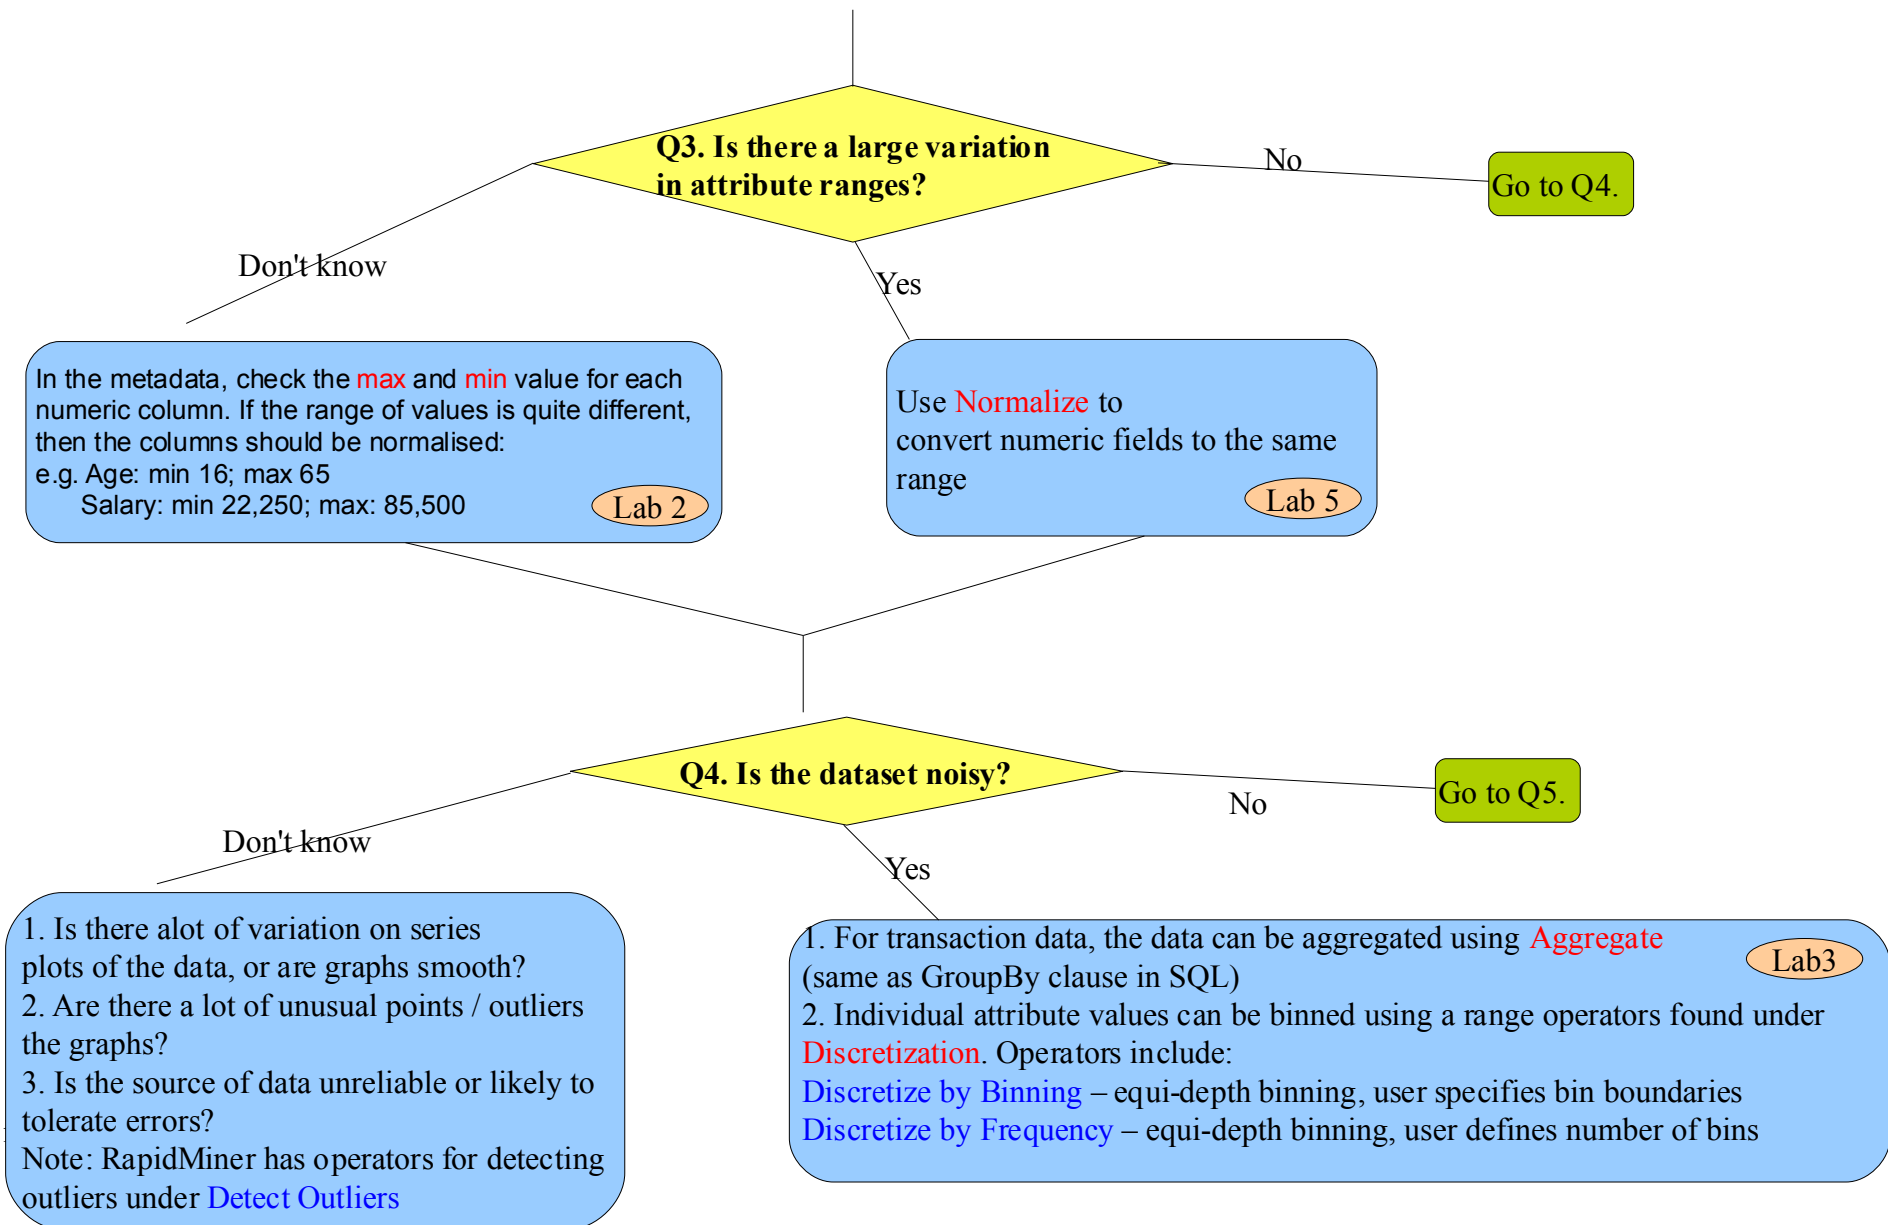 Q3. Is there a large variation
in attribute ranges?
No
Go to Q4.
Don't know
Yes
In the metadata, check the max and min value for each
numeric column. If the range of values is quite different,
then the columns should be normalised:
e.g. Age: min 16; max 65
Salary: min 22,250; max: 85,500
Lab 2
Use Normalize to
convert numeric fields to the same
range
Lab 5
Q4. Is the dataset noisy?
No
Go to Q5.
Don't know
Yes
1. Is there alot of variation on series
plots of the data, or are graphs smooth?
2. Are there a lot of unusual points / outliers
the graphs?
3. Is the source of data unreliable or likely to
tolerate errors?
Note: RapidMiner has operators for detecting
outliers under Detect Outliers
1. For transaction data, the data can be aggregated using Aggregate
(same as GroupBy clause in SQL)
Lab3
2. Individual attribute values can be binned using a range operators found under
Discretization. Operators include:
Discretize by Binning – equi-depth binning, user specifies bin boundaries
Discretize by Frequency – equi-depth binning, user defines number of bins